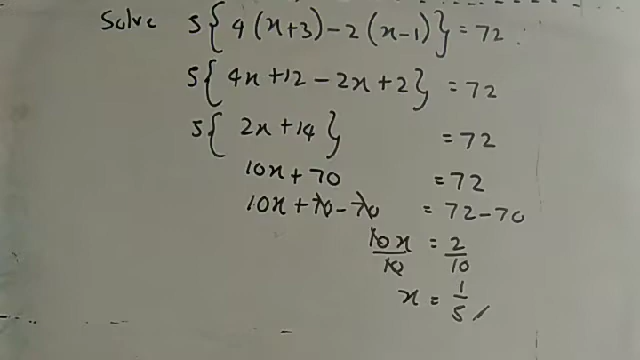 Solve 5{4(x+3)-2(x-1)}=72
5{4x+12-2x+2}=72
5{2x+14}=72
10x+70=72
10x+70-70=72-70
10x/10=2/10
x=1/5